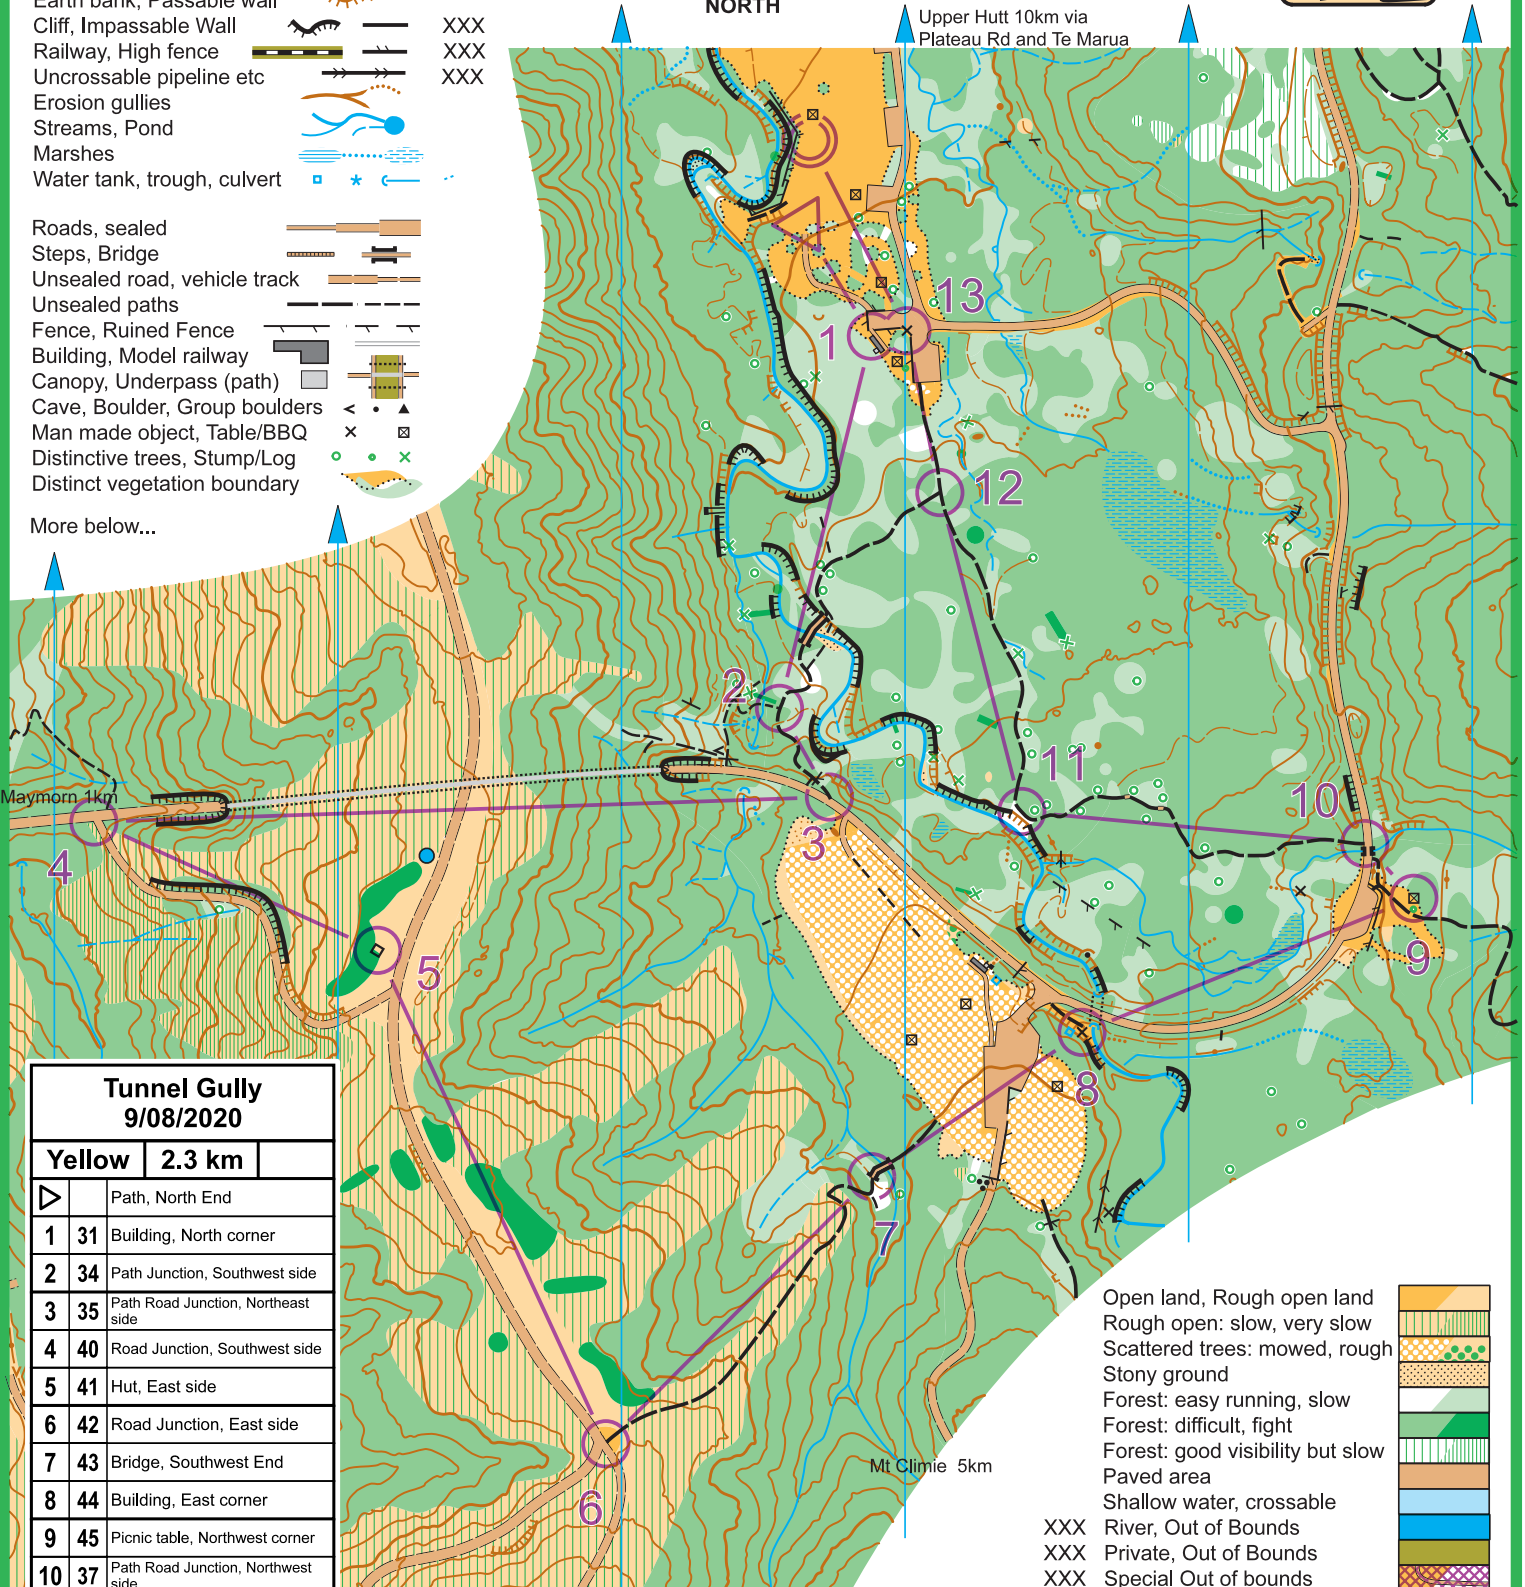 Earth bank, Passable wall
Cliff, Impassable Wall XXX
Railway, High fence XXX
Uncrossable pipeline etc XXX
Erosion gullies
Streams, Pond
Marshes
Water tank, trough, culvert
Roads, sealed
Steps, Bridge
Unsealed road, vehicle track
Unsealed paths
Fence, Ruined Fence
Building, Model railway
Canopy, Underpass (path)
Cave, Boulder, Group boulders
Man made object, Table/BBQ
Distinctive trees, Stump/Log
Distinct vegetation boundary
More below...
NORTH
Upper Hutt 10km via
Plateau Rd and Te Marua
13
1
12
2
11
10
Maymorn 1km
3
4
9
5
8
7
6
Mt Climie 5km
Tunnel Gully
9/08/2020
Yellow 2.3 km
Path, North End
1 31 Building, North corner
2 34 Path Junction, Southwest side
3 35 Path Road Junction, Northeast
side
4 40 Road Junction, Southwest side
5 41 Hut, East side
6 42 Road Junction, East side
7 43 Bridge, Southwest End
8 44 Building, East corner
9 45 Picnic table, Northwest corner
10 37 Path Road Junction, Northwest
side
Open land, Rough open land
Rough open: slow, very slow
Scattered trees: mowed, rough
Stony ground
Forest: easy running, slow
Forest: difficult, fight
Forest: good visibility but slow
Paved area
Shallow water, crossable
XXX River, Out of Bounds
XXX Private, Out of Bounds
XXX Special Out of bounds